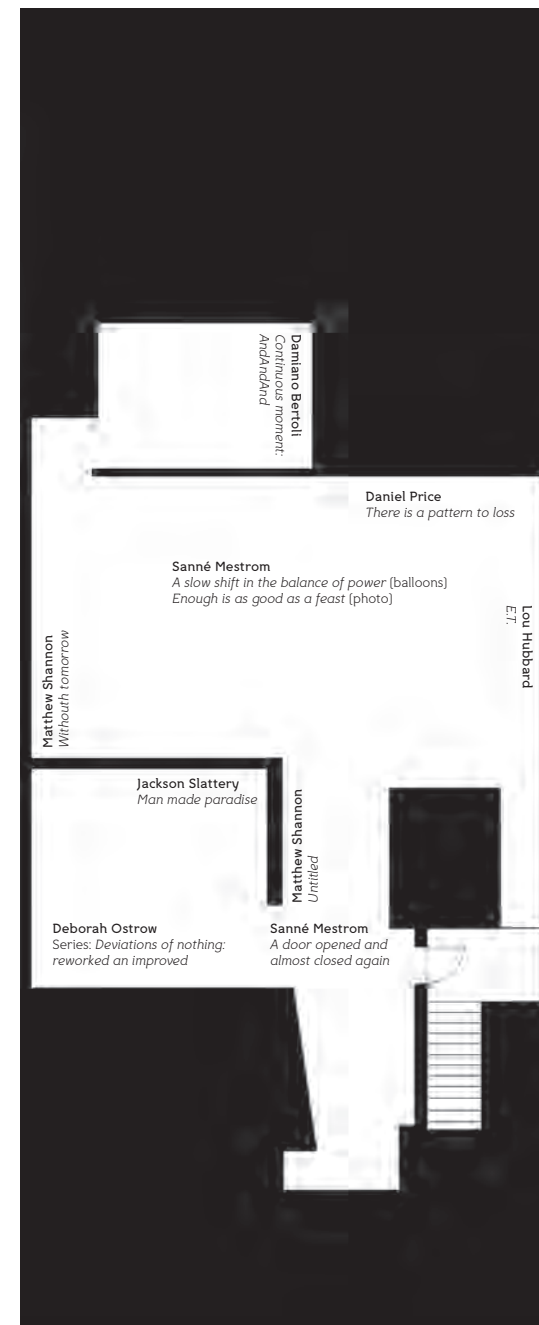 Damiano Bertoli
Continuous moment:
AndAndAnd
Daniel Price
There is a pattern to loss
Sanné Mestrom
A slow shift in the balance of power (balloons)
Enough is as good as a feast (photo)
Lou Hubbard
E.T.
Matthew Shannon
Withouth tomorrow
Jackson Slattery
Man made paradise
Matthew Shannon
Untitled
Deborah Ostrow
Series: Deviations of nothing:
reworked an improved
Sanné Mestrom
A door opened and
almost closed again